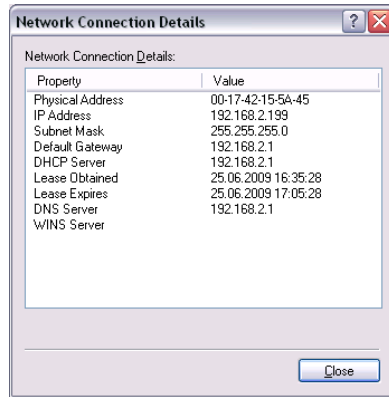 Network Connection Details
Network Connection Details:
Property Value
Physical Address 00-17-42-15-5A-45
IP Address 192.168.2.199
Subnet Mask 255.255.255.0
Default Gateway 192.168.2.1
DHCP Server 192.168.2.1
Lease Obtained 25.06.2009 16:35:28
Lease Expires 25.06.2009 17:05:28
DNS Server 192.168.2.1
WINS Server
Close